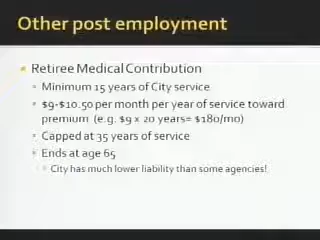 Other post employment
Retiree Medical Contribution
Minimum 15 years of City service
$9-$10.50 per month per year of service toward
premium (e.g. $9 x 20 years= $180/mo)
Capped at 35 years of service
Ends at age 65
City has much lower liability than some agencies!